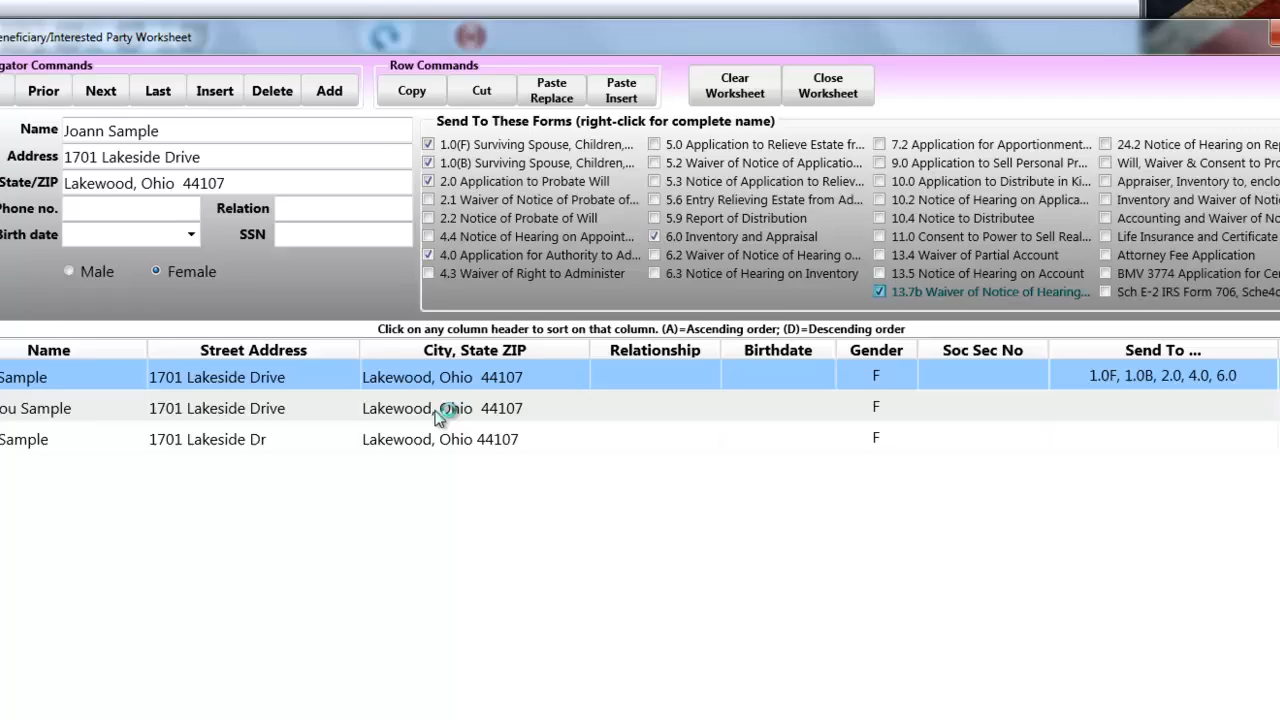 eneficiary/Interested Party Worksheet
gator Commands
Row Commands
Prior Next Last Insert Delete Add
Copy Cut Paste Replace Paste Insert
Clear Worksheet Close Worksheet
Name Joann Sample
Address 1701 Lakeside Drive
State/ZIP Lakewood, Ohio 44107
Phone no. Relation
Birth date SSN
Male Female
Send To These Forms (right-click for complete name)
1.0(F) Surviving Spouse, Children,...
1.0(B) Surviving Spouse, Children,...
2.0 Application to Probate Will
2.1 Waiver of Notice of Probate of...
2.2 Notice of Probate of Will
4.4 Notice of Hearing on Appoint...
4.0 Application for Authority to Ad...
4.3 Waiver of Right to Administer
5.0 Application to Relieve Estate fr...
5.2 Waiver of Notice of Applicatio...
5.3 Notice of Application to Reliev...
5.6 Entry Relieving Estate from Ad...
5.9 Report of Distribution
6.0 Inventory and Appraisal
6.2 Waiver of Notice of Hearing o...
6.3 Notice of Hearing on Inventory
7.2 Application for Apportionment...
9.0 Application to Sell Personal Pr...
10.0 Application to Distribute in Ki...
10.2 Notice of Hearing on Applica...
10.4 Notice to Distributee
11.0 Consent to Power to Sell Real...
13.4 Waiver of Partial Account
13.5 Notice of Hearing on Account
13.7b Waiver of Notice of Hearing...
24.2 Notice of Hearing on Re
Will, Waiver & Consent to Pro
Appraiser, Inventory to, enclo
Inventory and Waiver of Noti
Accounting and Waiver of No
Life Insurance and Certificate
Attorney Fee Application
BMV 3774 Application for Cer
Sch E-2 IRS Form 706, Sche4d
Click on any column header to sort on that column. (A)=Ascending order; (D)=Descending order
Name Street Address City, State ZIP Relationship Birthdate Gender Soc Sec No Send To ...
Sample 1701 Lakeside Drive Lakewood, Ohio 44107 F 1.0F, 1.0B, 2.0, 4.0, 6.0
ou Sample 1701 Lakeside Drive Lakewood, Ohio 44107 F
Sample 1701 Lakeside Dr Lakewood, Ohio 44107 F